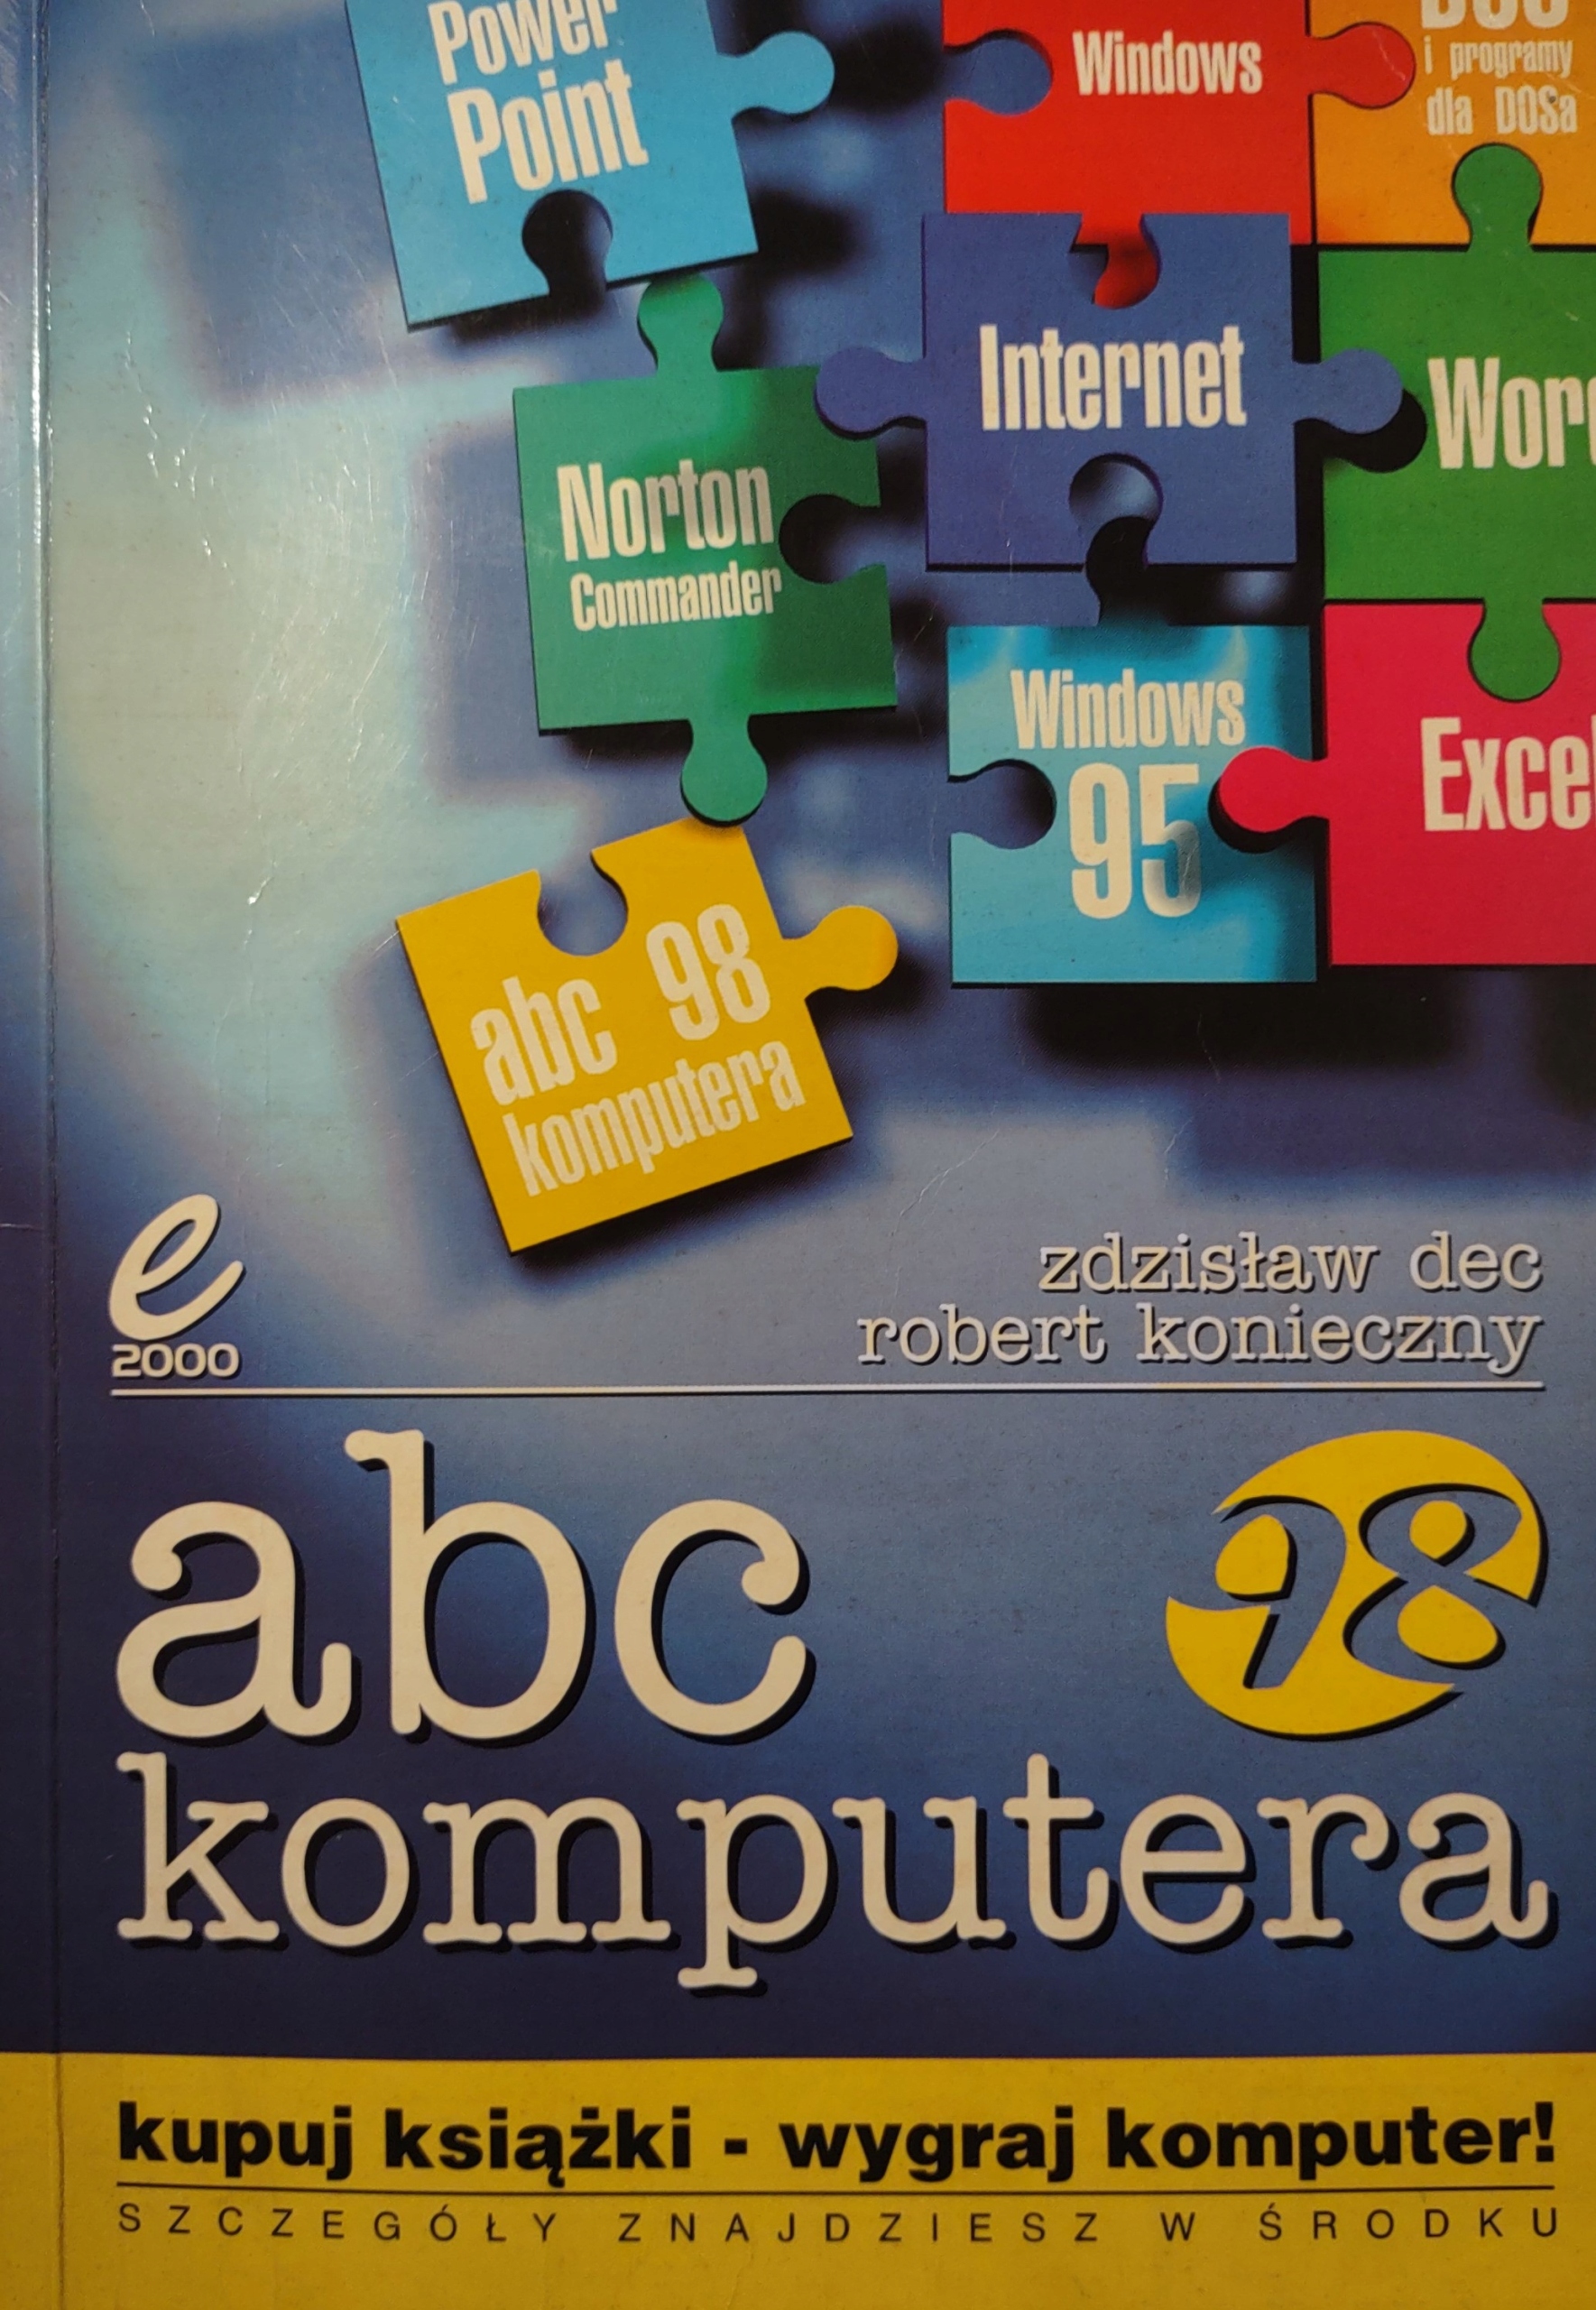 Power
Point
Windows
i programy
dla DOSa
Internet
Norton
Commander
Windows
95
abc 98
komputera
e
2000
zdzisław dec
robert konieczny
abc 98
komputera
kupuj książki - wygraj komputer!
SZCZEGÓŁY ZNAJDZIESZ W ŚRODKU